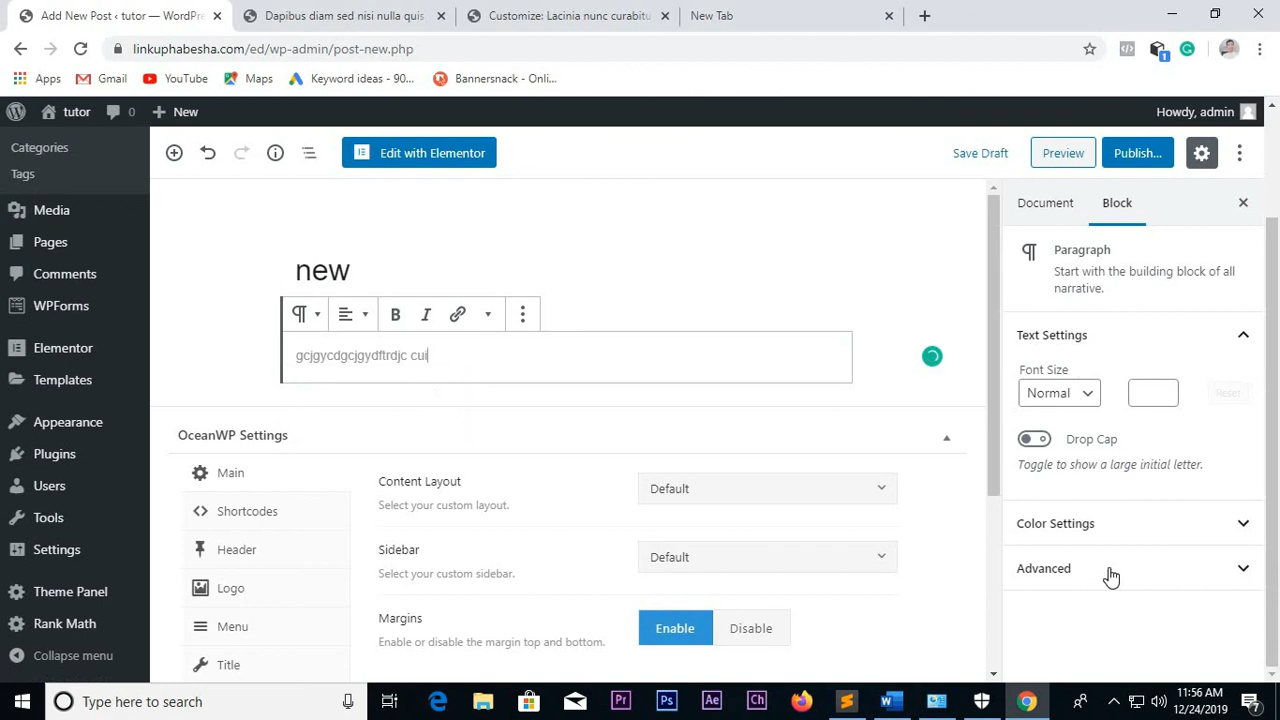 Add New Post ‹ tutor — WordPre
Dapibus diam sed nisi nulla quis
Customize: Lacinia nunc curabitu
New Tab
linkuphabesha.com/ed/wp-admin/post-new.php
1
Apps
Gmail
YouTube
Maps
Keyword ideas - 90...
Bannersnack - Onli...
tutor
0
New
Howdy, admin
Categories
Tags
Media
Pages
Comments
WPForms
Elementor
Templates
Appearance
Plugins
Users
Tools
Settings
Theme Panel
Rank Math
Collapse menu
Edit with Elementor
Save Draft
Preview
Publish...
new
B
I
gcjgycdgcjgydftrdjc cui
OceanWP Settings
Main
Shortcodes
Header
Logo
Menu
Title
Content Layout
Select your custom layout.
Default
Sidebar
Select your custom sidebar.
Default
Margins
Enable or disable the margin top and bottom.
Enable
Disable
Document
Block
Paragraph
Start with the building block of all
narrative.
Text Settings
Font Size
Normal
Reset
Drop Cap
Toggle to show a large initial letter.
Color Settings
Advanced
Type here to search
Pr
Ps
Ae
Ch
11:56 AM
12/24/2019
7